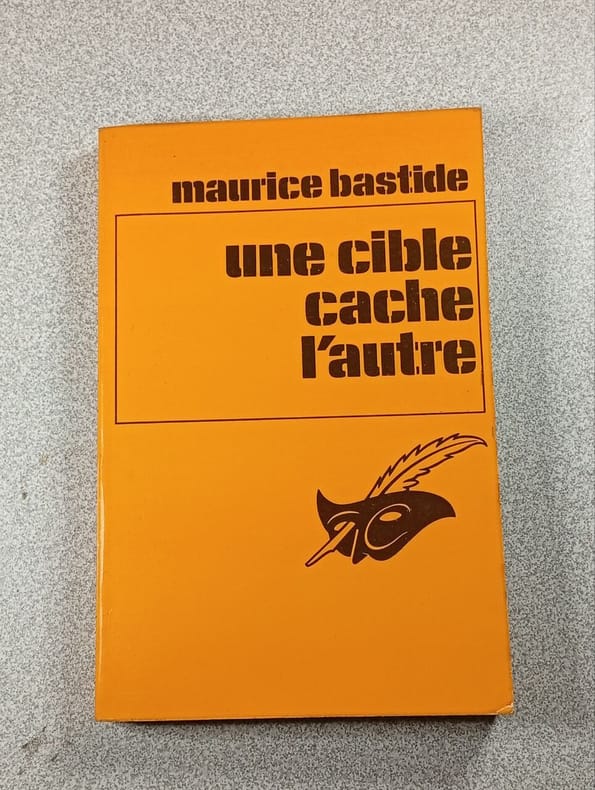 maurice bastide
une cible
cache
l'autre